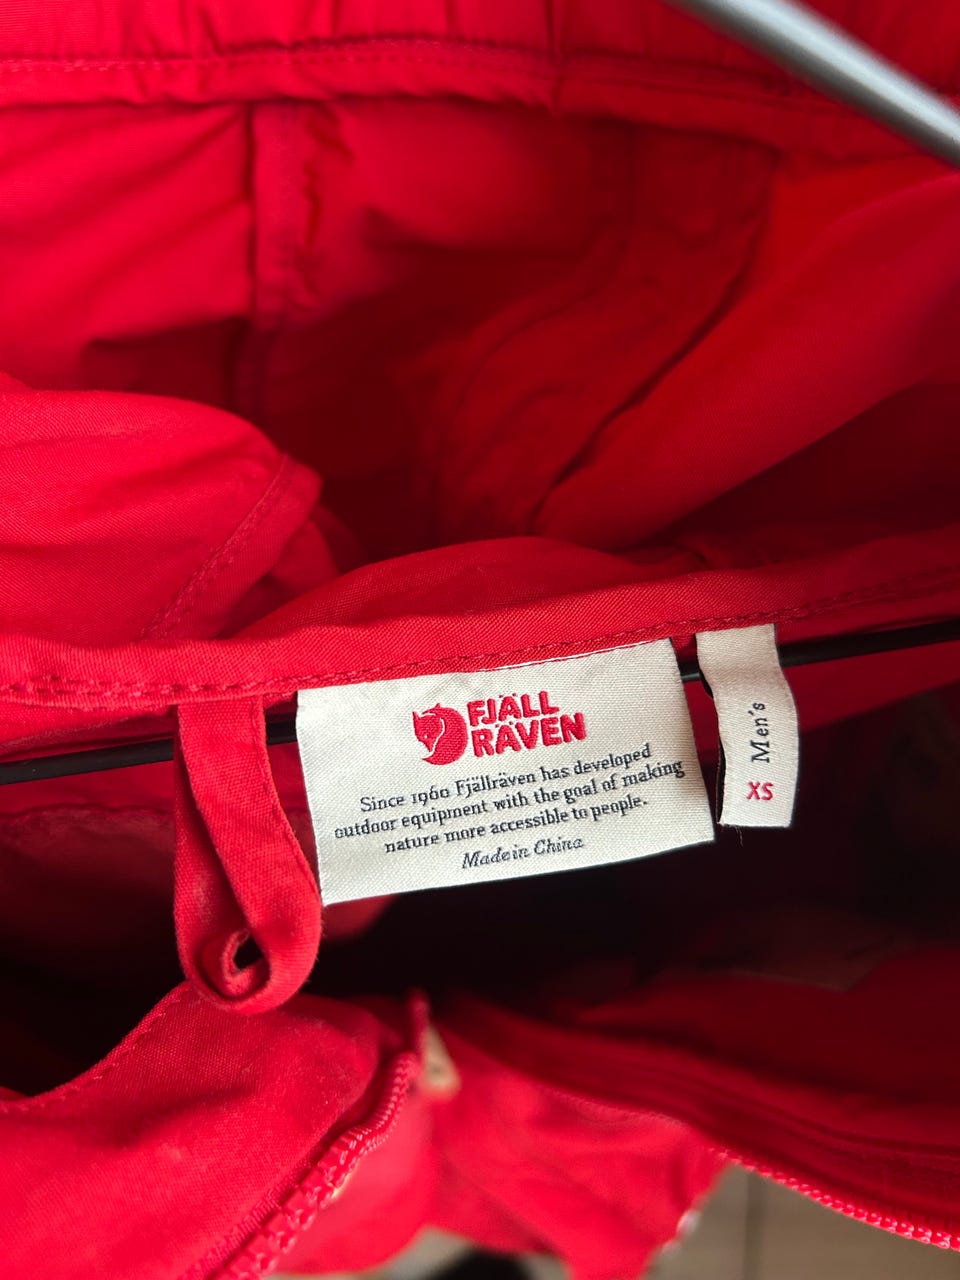 FJÄLL
RÄVEN
Since 1960 Fjällräven has developed
outdoor equipment with the goal of making
nature more accessible to people.
Made in China
Men's
XS